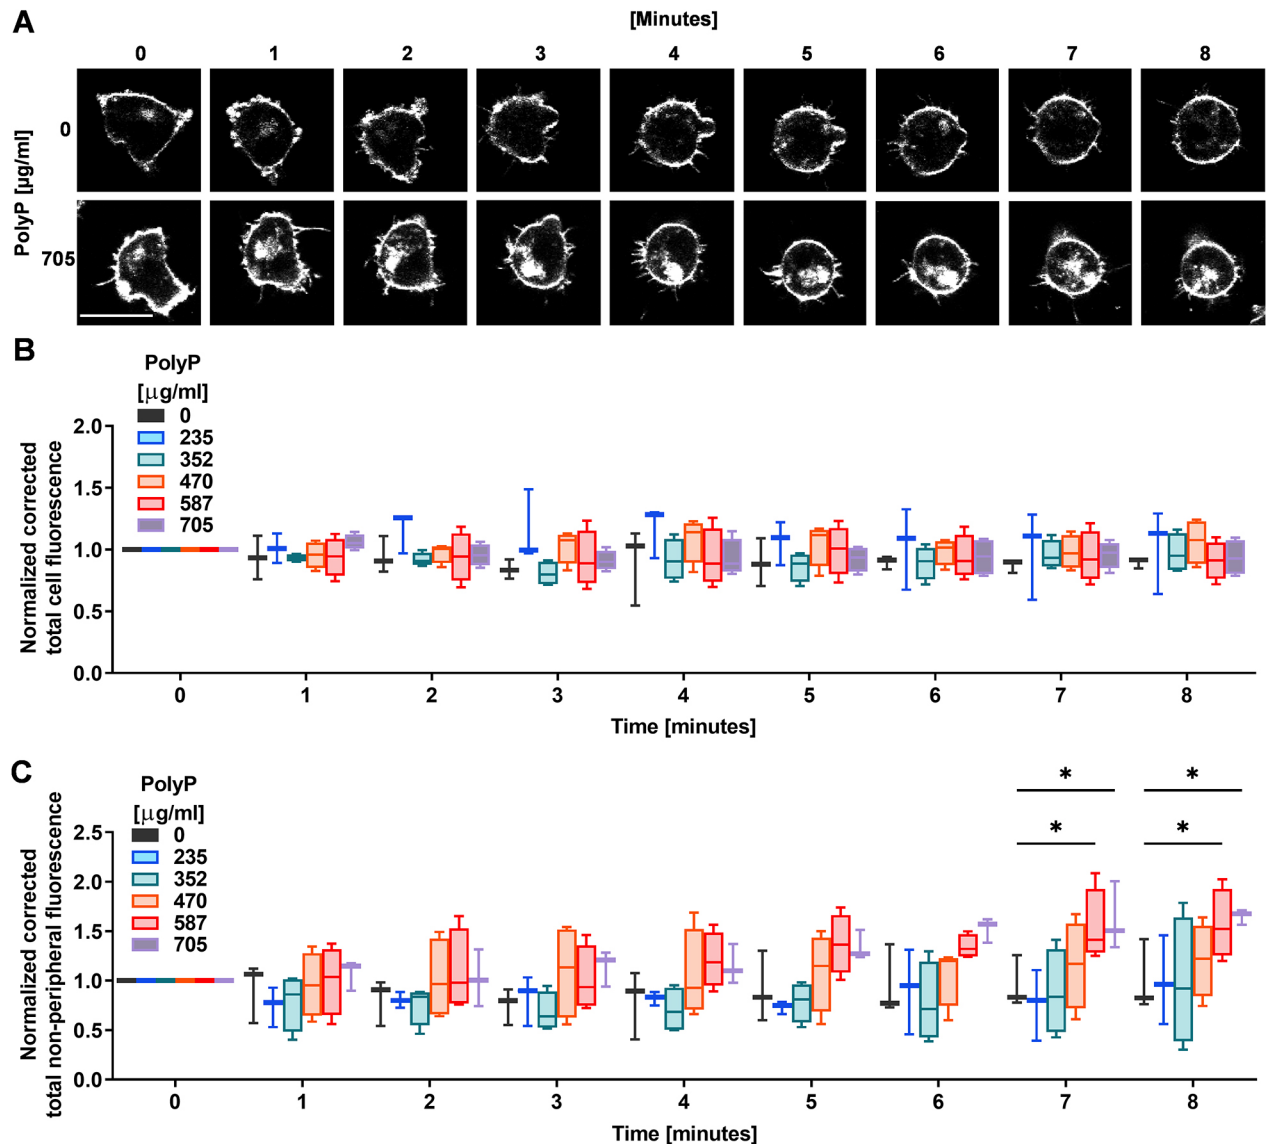 A
[Minutes]
0 1 2 3 4 5 6 7 8
PolyP [µg/ml]
0
705
B
PolyP
[µg/ml]
0
235
352
470
587
705
Normalized corrected
total cell fluorescence
2.0
1.5
1.0
0.5
0.0
0 1 2 3 4 5 6 7 8
Time [minutes]
C
PolyP
[µg/ml]
0
235
352
470
587
705
Normalized corrected
total non-peripheral fluorescence
2.5
2.0
1.5
1.0
0.5
0.0
* *
* *
0 1 2 3 4 5 6 7 8
Time [minutes]